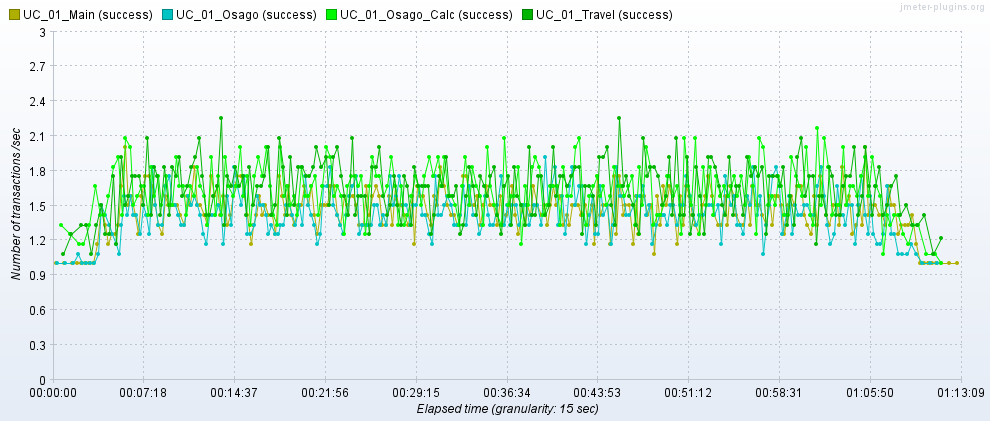 jmeter-plugins.org
UC_01_Main (success) UC_01_Osago (success) UC_01_Osago_Calc (success) UC_01_Travel (success)
3
2.7
2.4
2.1
1.8
1.5
1.2
0.9
0.6
0.3
0
Number of transactions /sec
00:00:00 00:07:18 00:14:37 00:21:56 00:29:15 00:36:34 00:43:53 00:51:12 00:58:31 01:05:50 01:13:09
Elapsed time (granularity: 15 sec)